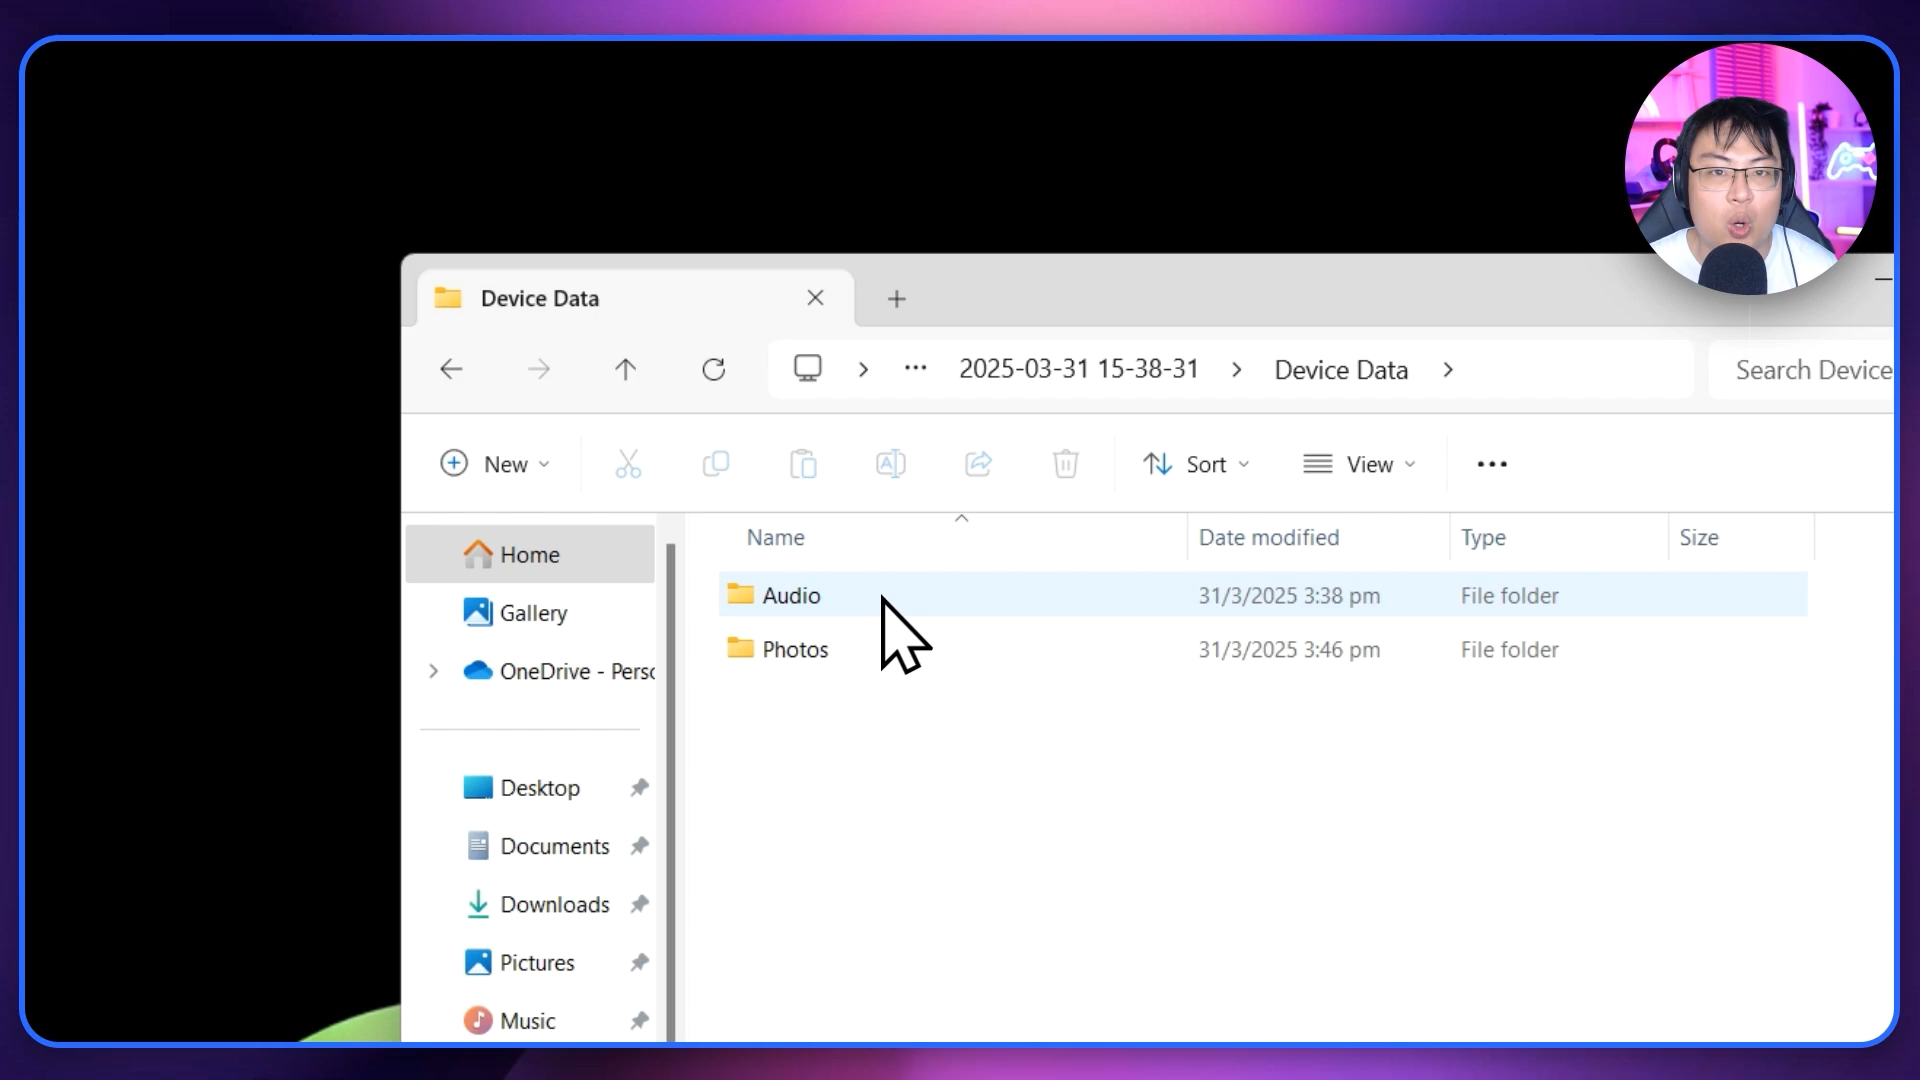 Device Data
2025-03-31 15-38-31 Device Data Search Device
New Sort View
Name Date modified Type Size
Home
Gallery
OneDrive - Perso
Desktop
Documents
Downloads
Pictures
Music
Audio 31/3/2025 3:38 pm File folder
Photos 31/3/2025 3:46 pm File folder